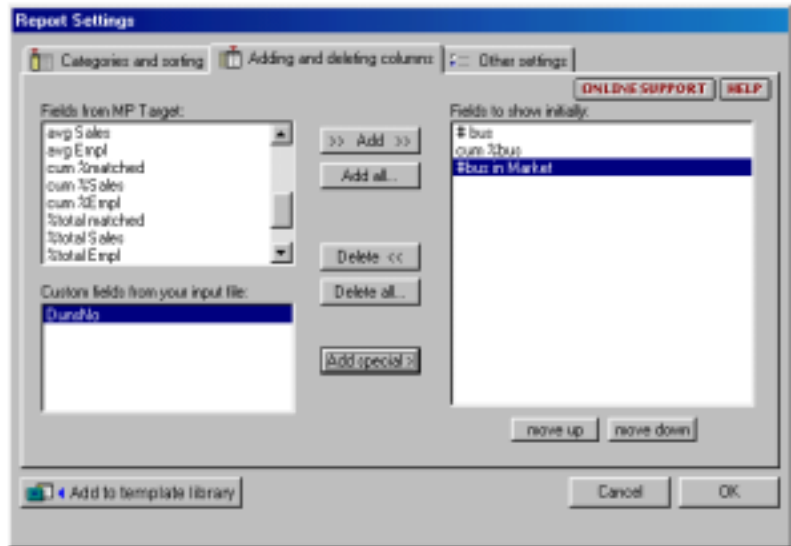 Report Settings
Categories and sorting
Adding and deleting columns
Other settings
ONLINE SUPPORT
HELP
Fields from MP Target:
avg Sales
avg Empl
cum %matched
cum %Sales
cum %Empl
%total matched
%total Sales
%total Empl
>> Add >>
Add all...
Delete <<
Delete all...
Custom fields from your input file:
DunsNo
Add special >
Fields to show initially:
# bus
cum %bus
#bus in Market
move up
move down
Add to template library
Cancel
OK